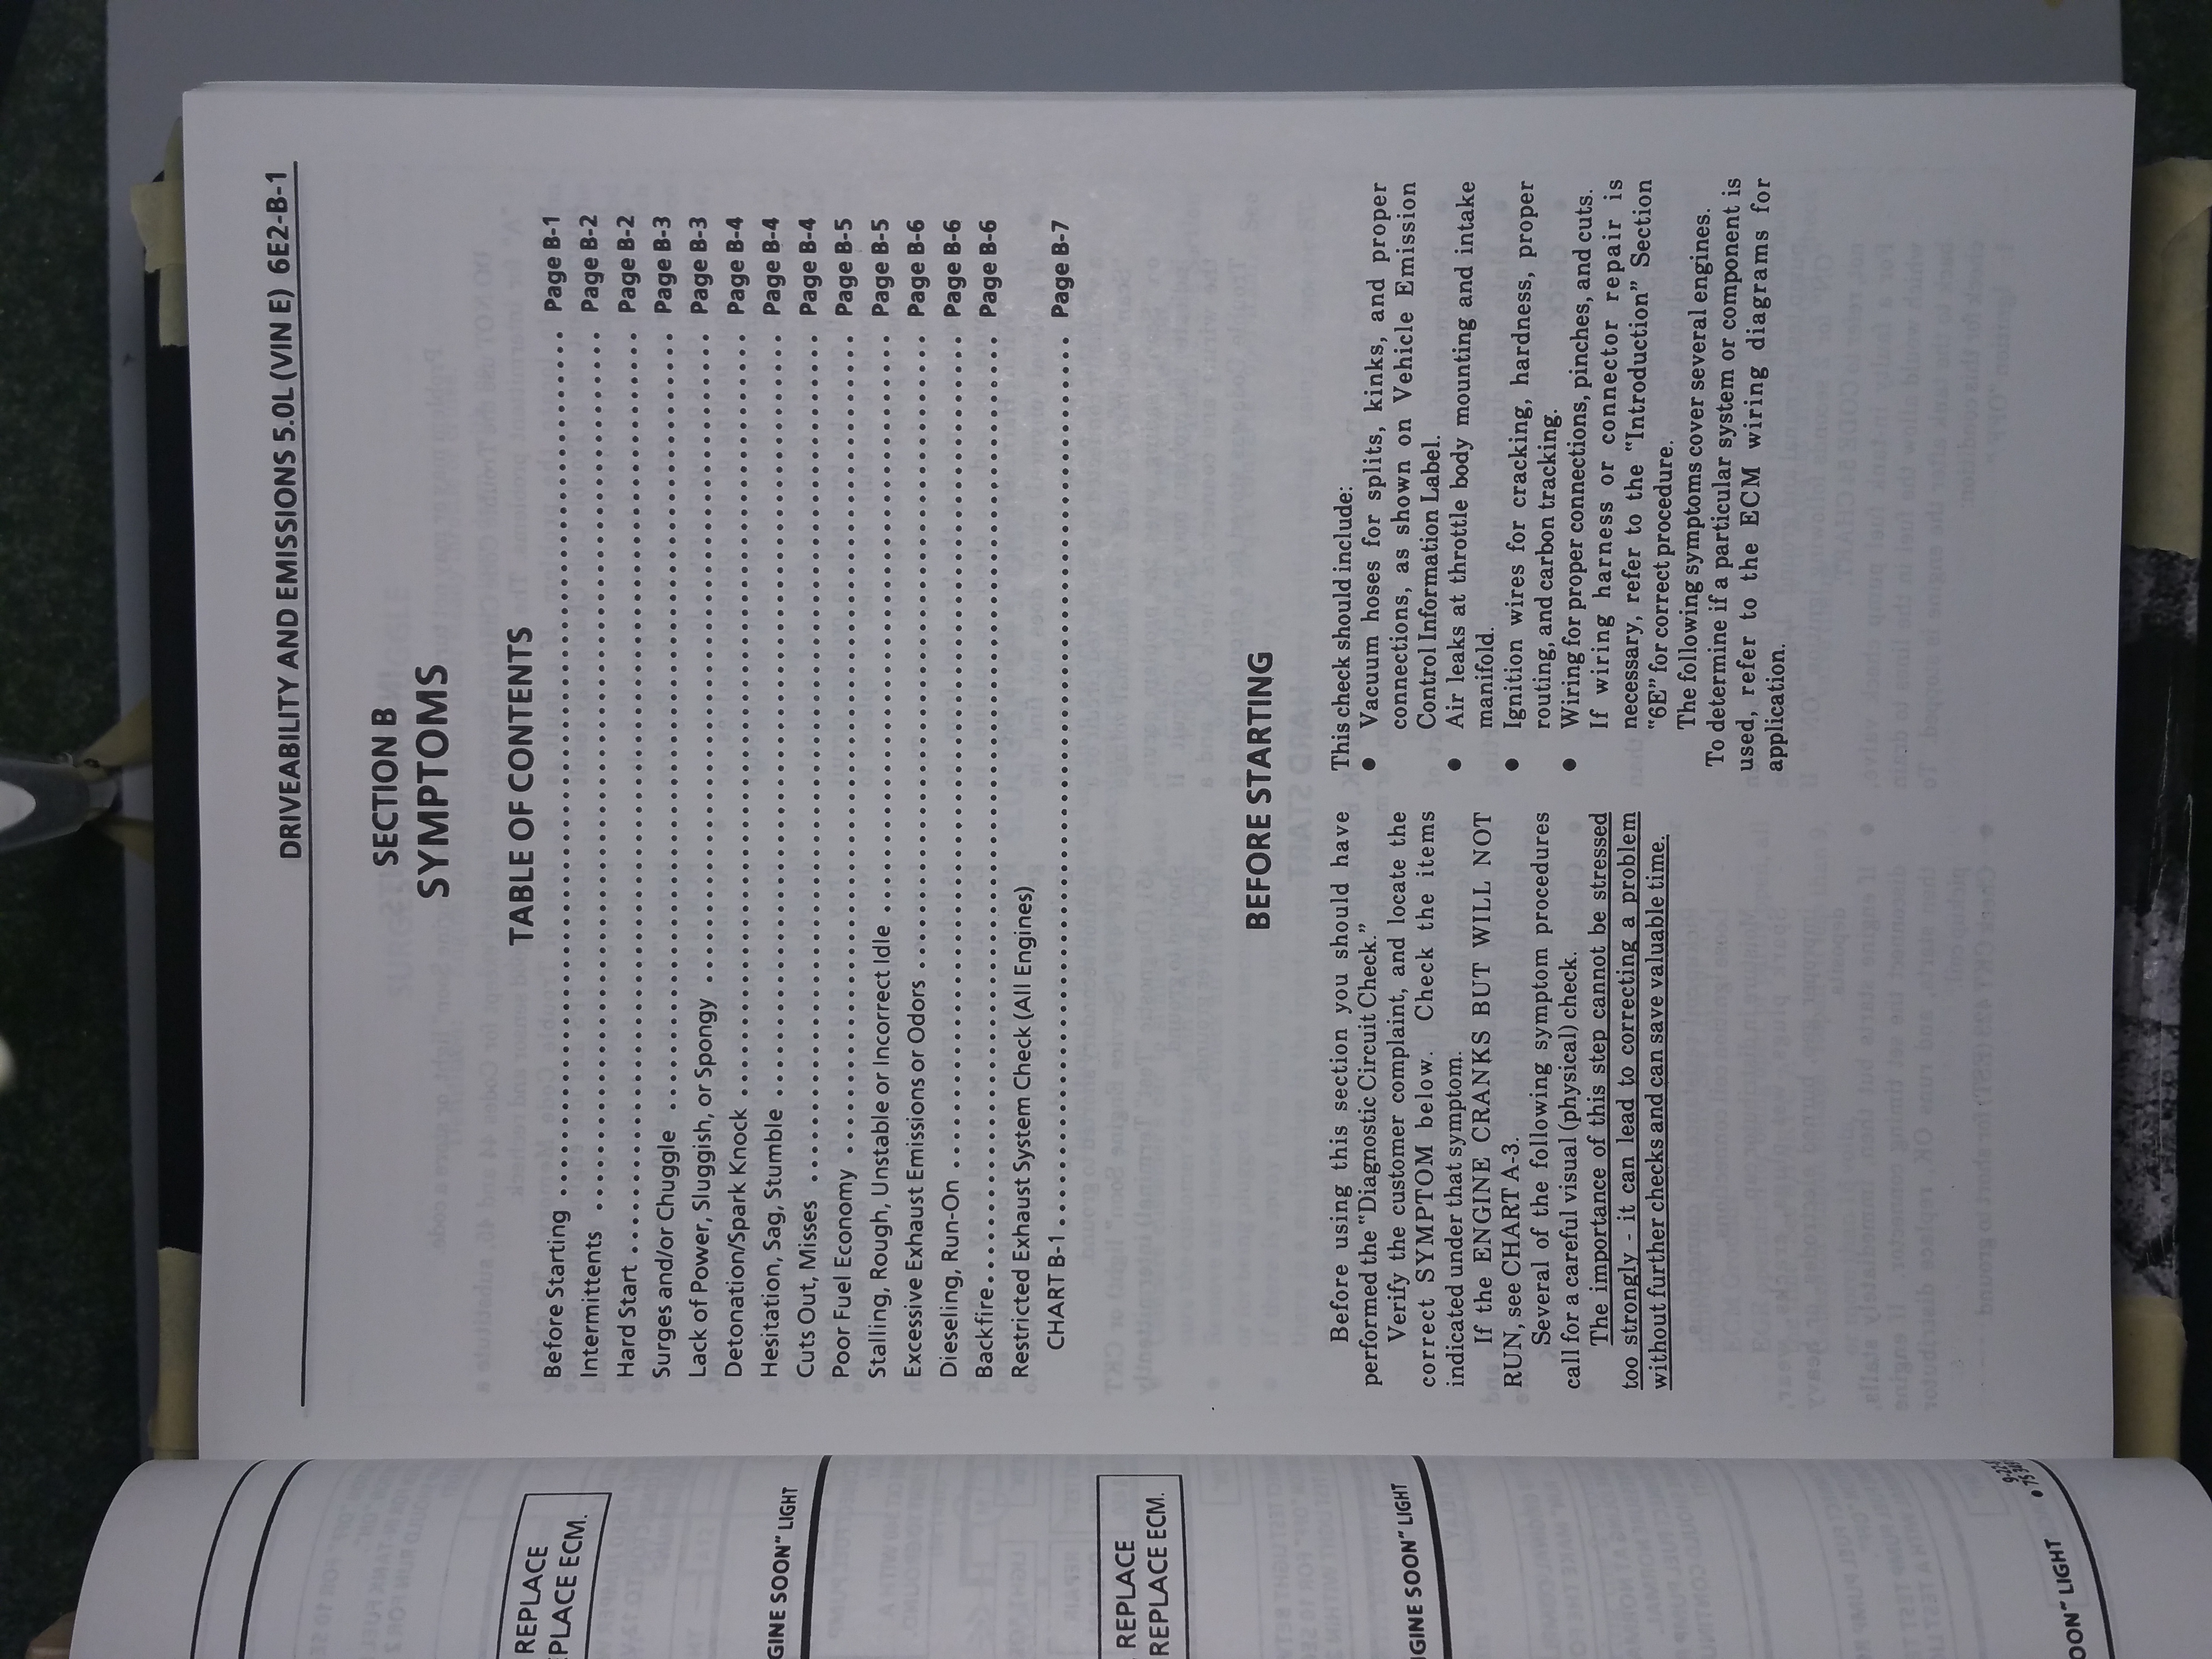 DRIVEABILITY AND EMISSIONS 5.0L (VIN E) 6E2-B-1
SECTION B
SYMPTOMS
TABLE OF CONTENTS
Before Starting ........ Page B-1
Intermittents ........ Page B-2
Hard Start ........ Page B-2
Surges and/or Chuggle ........ Page B-3
Lack of Power, Sluggish, or Spongy ........ Page B-3
Detonation/Spark Knock ........ Page B-4
Hesitation, Sag, Stumble ........ Page B-4
Cuts Out, Misses ........ Page B-4
Poor Fuel Economy ........ Page B-5
Stalling, Rough, Unstable or Incorrect Idle ........ Page B-5
Excessive Exhaust Emissions or Odors ........ Page B-6
Dieseling, Run-On ........ Page B-6
Backfire ........ Page B-6
Restricted Exhaust System Check (All Engines)
CHART B-1 ........ Page B-7
BEFORE STARTING
Before using this section you should have
performed the "Diagnostic Circuit Check."
Verify the customer complaint, and locate the
correct SYMPTOM below. Check the items
indicated under that symptom.
If the ENGINE CRANKS BUT WILL NOT
RUN, see CHART A-3.
Several of the following symptom procedures
call for a careful visual (physical) check.
The importance of this step cannot be stressed
too strongly - it can lead to correcting a problem
without further checks and can save valuable time.
This check should include:
● Vacuum hoses for splits, kinks, and proper
connections, as shown on Vehicle Emission
Control Information Label.
● Air leaks at throttle body mounting and intake
manifold.
● Ignition wires for cracking, hardness, proper
routing, and carbon tracking.
● Wiring for proper connections, pinches, and cuts.
If wiring harness or connector repair is
necessary, refer to the "Introduction" Section
"6E" for correct procedure.
The following symptoms cover several engines.
To determine if a particular system or component is
used, refer to the ECM wiring diagrams for
application.
REPLACE
PLACE ECM.
GINE SOON" LIGHT
REPLACE
REPLACE ECM.
GINE SOON" LIGHT
OON" LIGHT